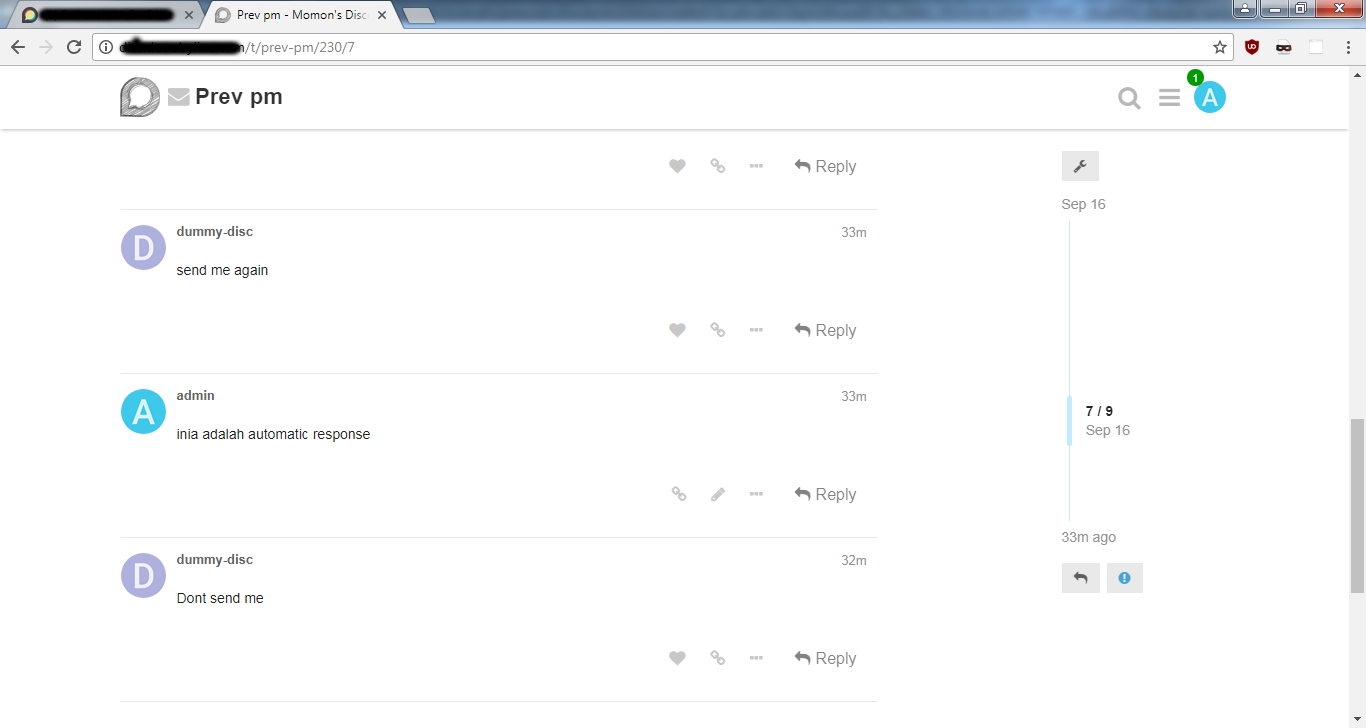 Prev pm - Momon's Disc
/t/prev-pm/230/7
Prev pm
1
A
Reply
Sep 16
D
dummy-disc
33m
send me again
Reply
A
admin
33m
inia adalah automatic response
7 / 9
Sep 16
Reply
D
dummy-disc
32m
33m ago
Dont send me
Reply